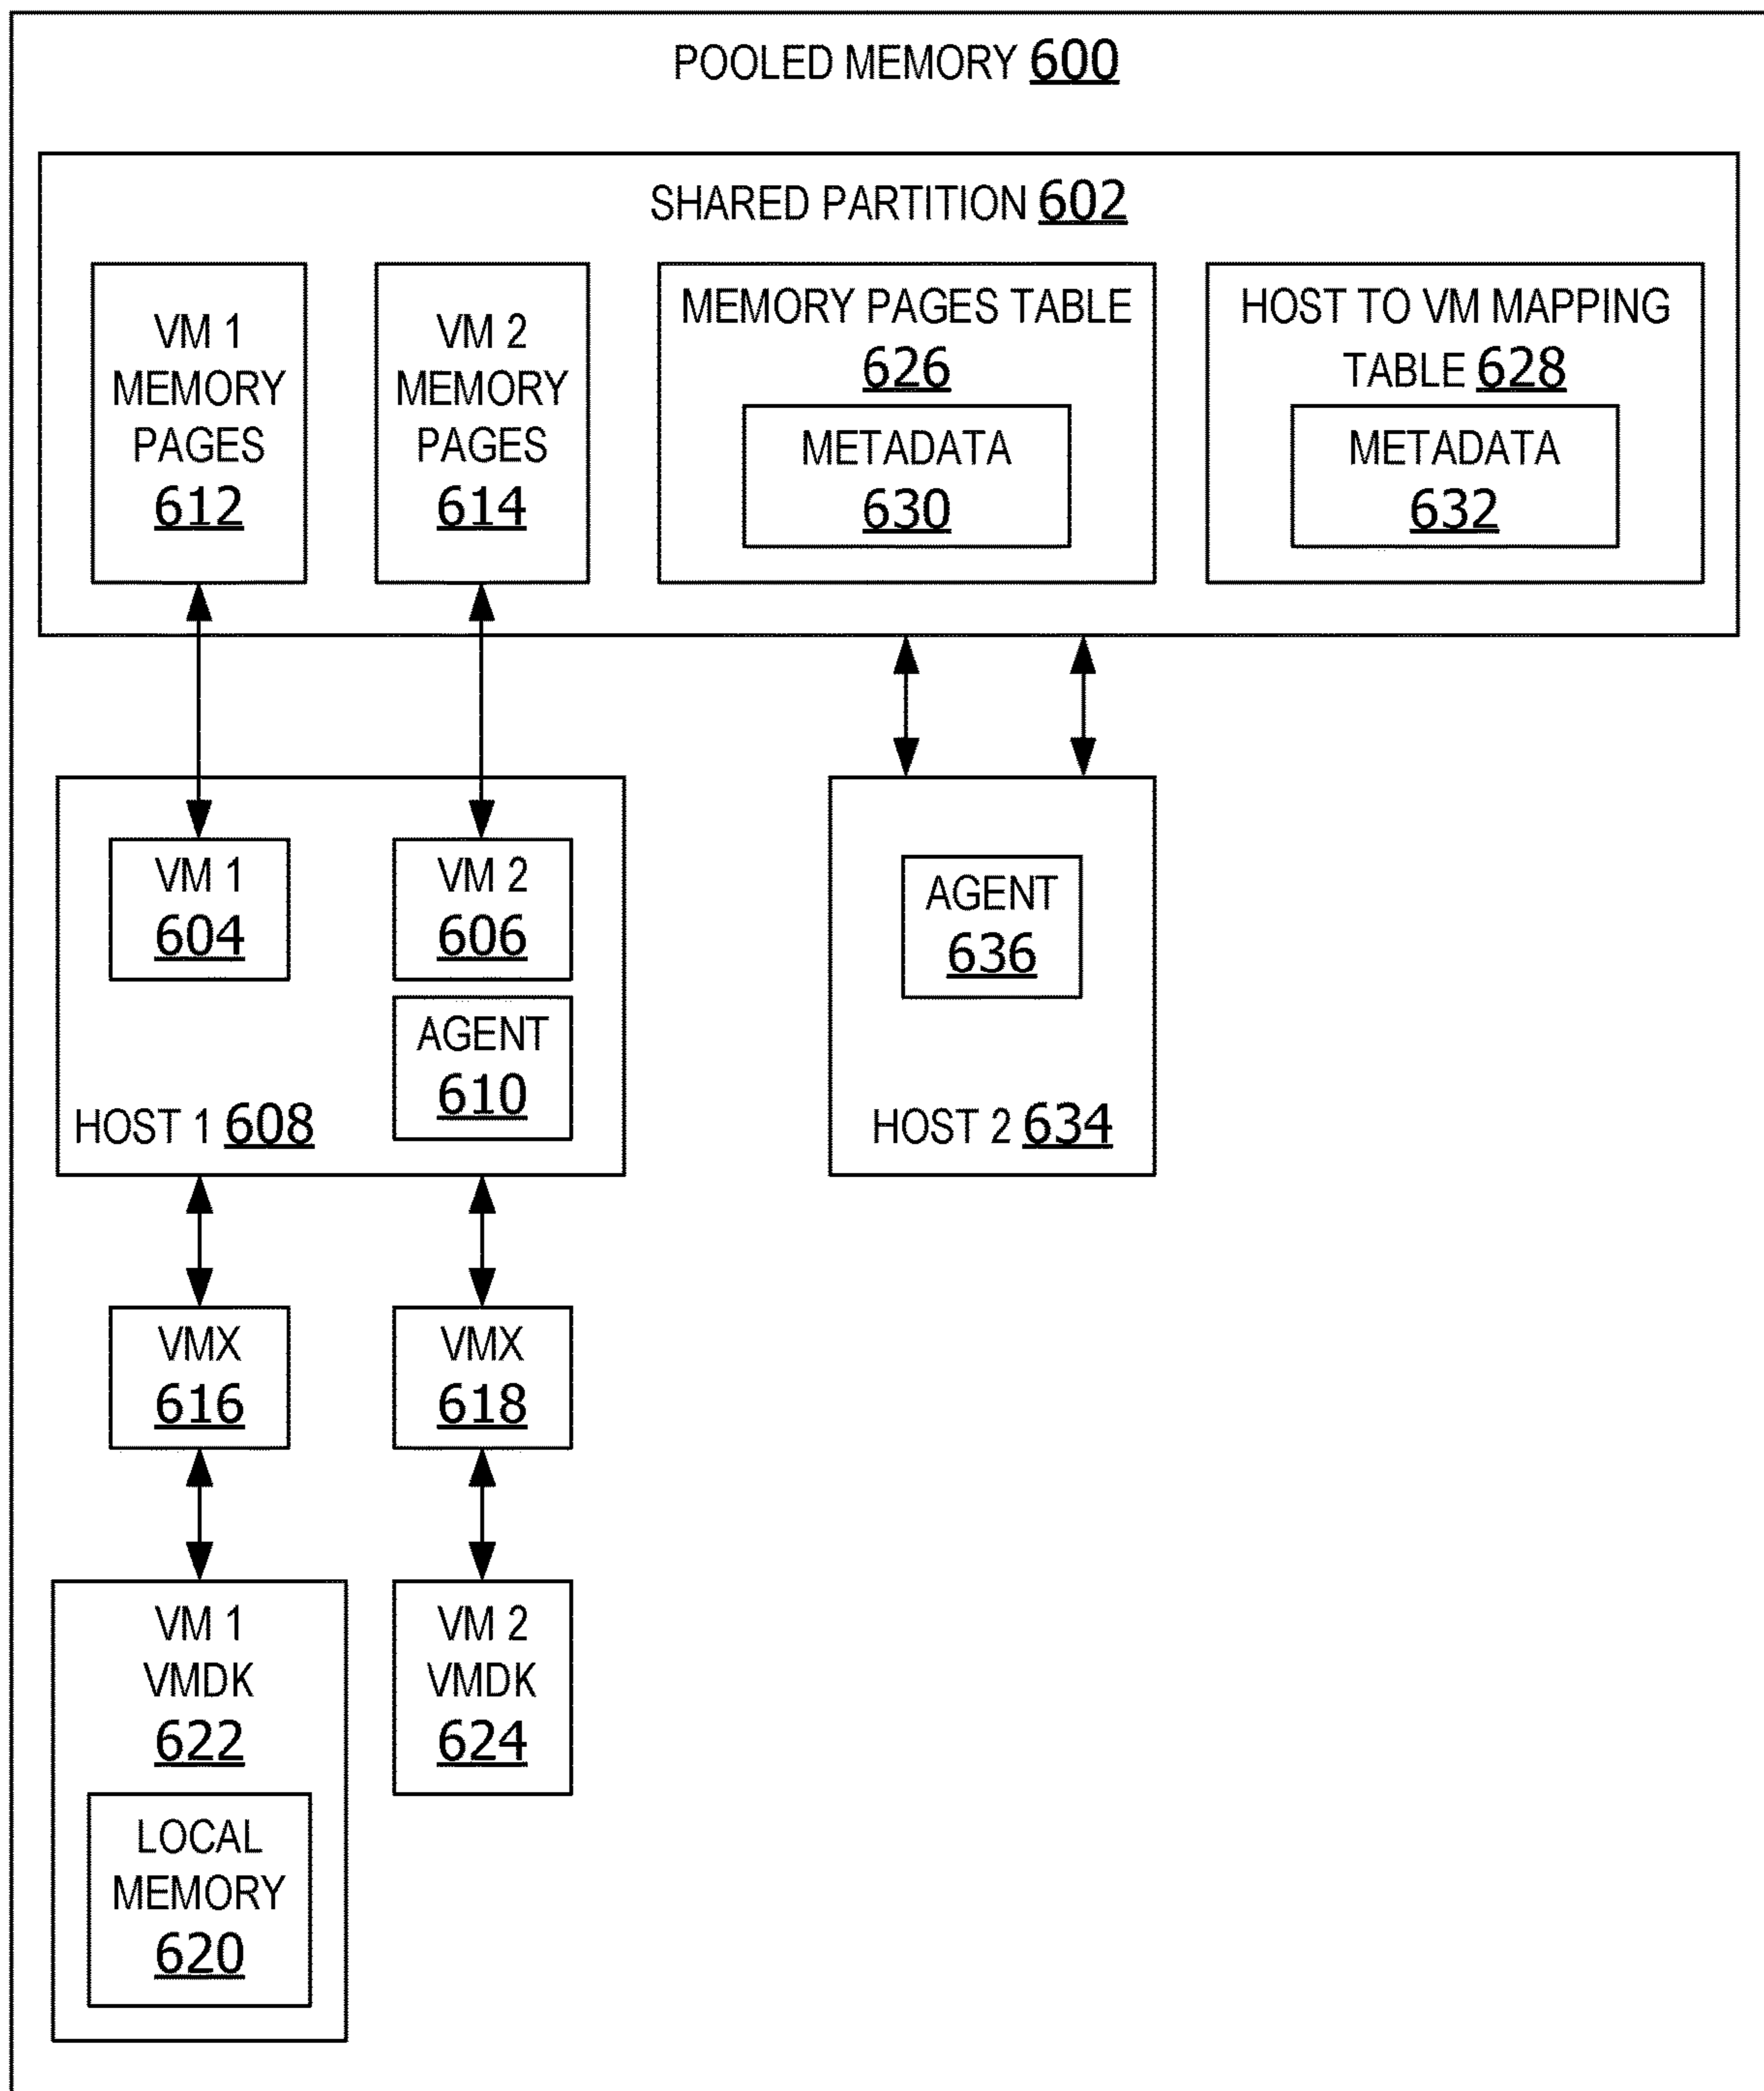 POOLED MEMORY 600
SHARED PARTITION 602
VM 1
MEMORY
PAGES
612
VM 2
MEMORY
PAGES
614
MEMORY PAGES TABLE
626
METADATA
630
HOST TO VM MAPPING
TABLE 628
METADATA
632
VM 1
604
VM 2
606
AGENT
610
HOST 1 608
AGENT
636
HOST 2 634
VMX
616
VMX
618
VM 1
VMDK
622
LOCAL
MEMORY
620
VM 2
VMDK
624